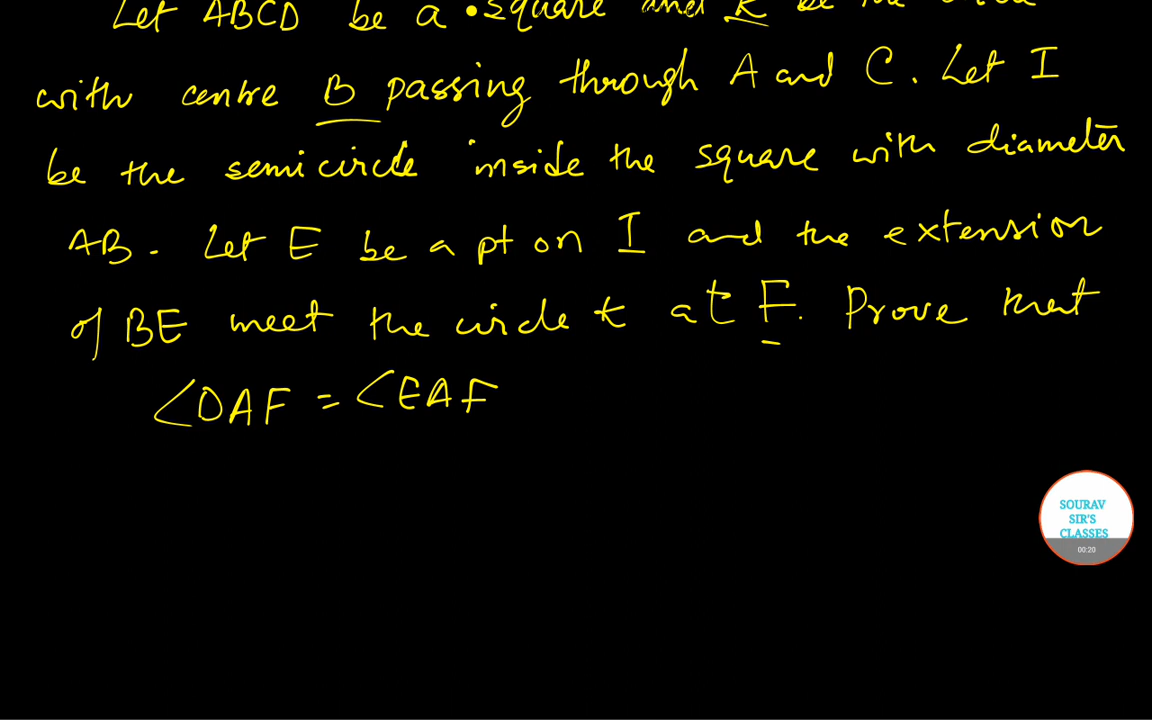 Let ABCD be a square and K be the circle
with centre B passing through A and C. Let I
be the semicircle inside the square with diameter
AB. Let E be a pt on I and the extension
of BE meet the circle K at F. Prove that
∠DAF = ∠EAF
SOURAV
SIR'S
CLASSES
00:20